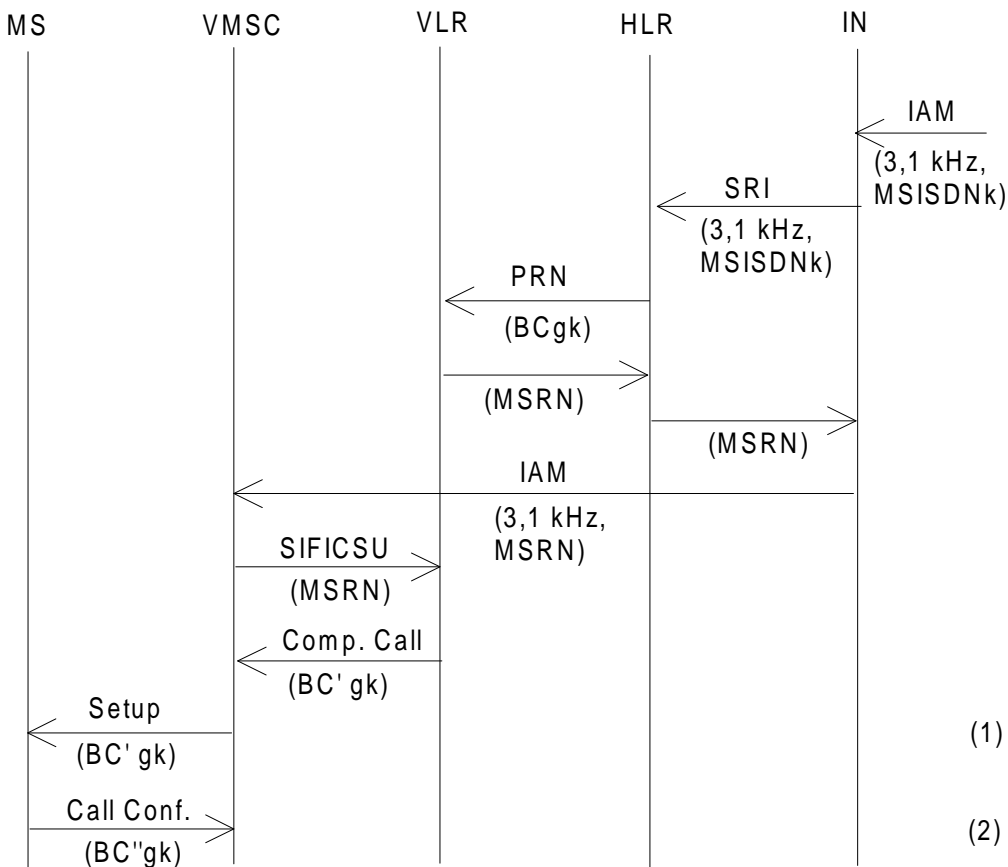 MS VMSC VLR HLR IN
IAM
(3,1 kHz,
MSISDNk)
SRI
(3,1 kHz,
MSISDNk)
PRN
(BCgk)
(MSRN)
(MSRN)
IAM
(3,1 kHz,
MSRN)
SIFICSU
(MSRN)
Comp. Call
(BC' gk)
Setup
(BC' gk)
(1)
Call Conf.
(BC"gk)
(2)